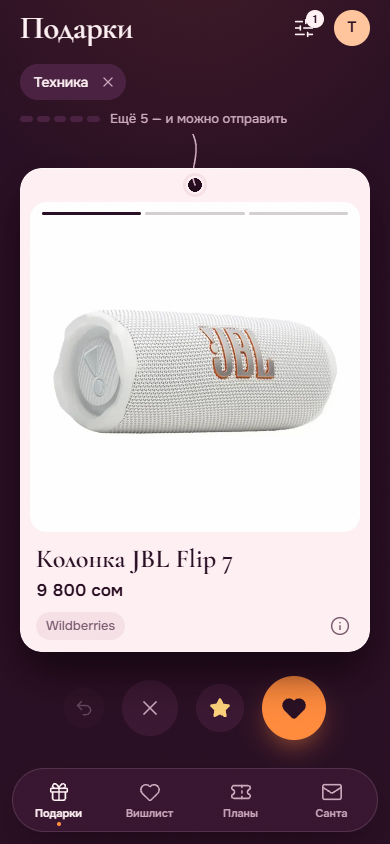 Подарки
1
T
Техника
Ещё 5 — и можно отправить
JBL
Колонка JBL Flip 7
9 800 сом
Wildberries
Подарки
Вишлист
Планы
Санта